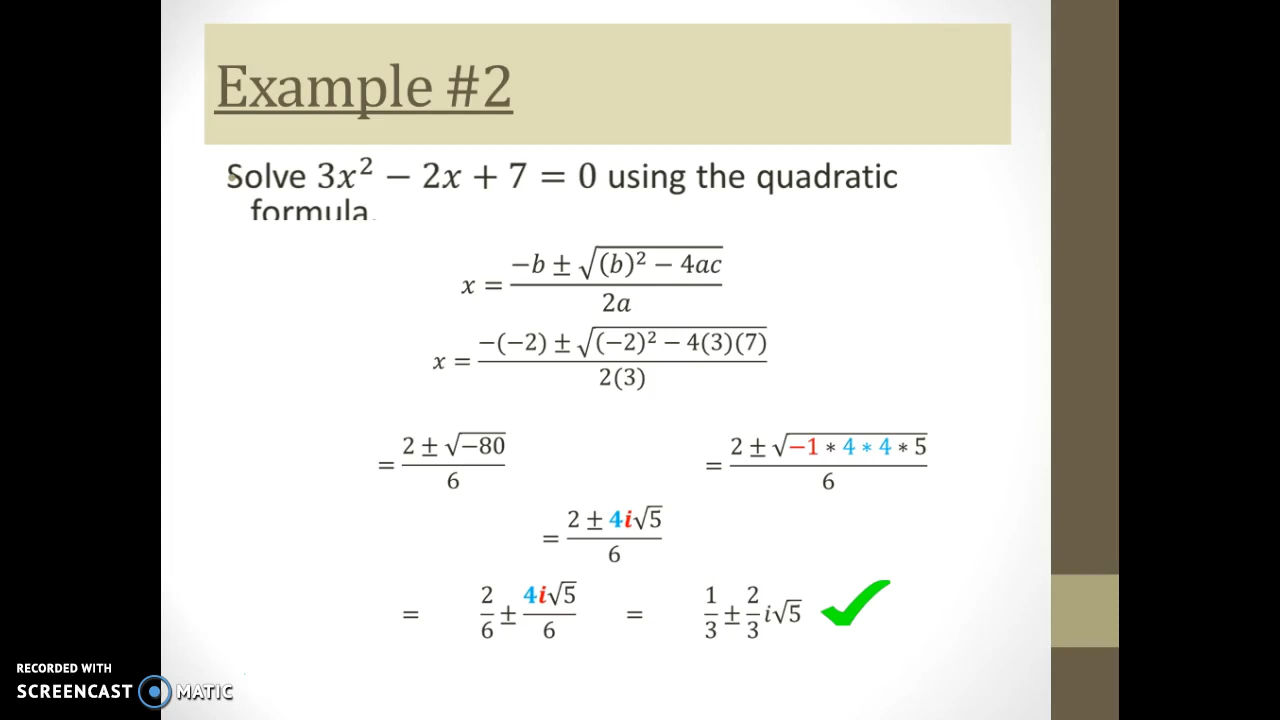 Example #2
Solve 3x² − 2x + 7 = 0 using the quadratic
formula.
x = (−b ± √((b)² − 4ac)) / (2a)
x = (−(−2) ± √((−2)² − 4(3)(7))) / (2(3))
= (2 ± √(−80)) / 6    = (2 ± √(−1 * 4 * 4 * 5)) / 6
= (2 ± 4i√5) / 6
= 2/6 ± (4i√5)/6 = 1/3 ± 2/3 i√5
RECORDED WITH
SCREENCAST MATIC